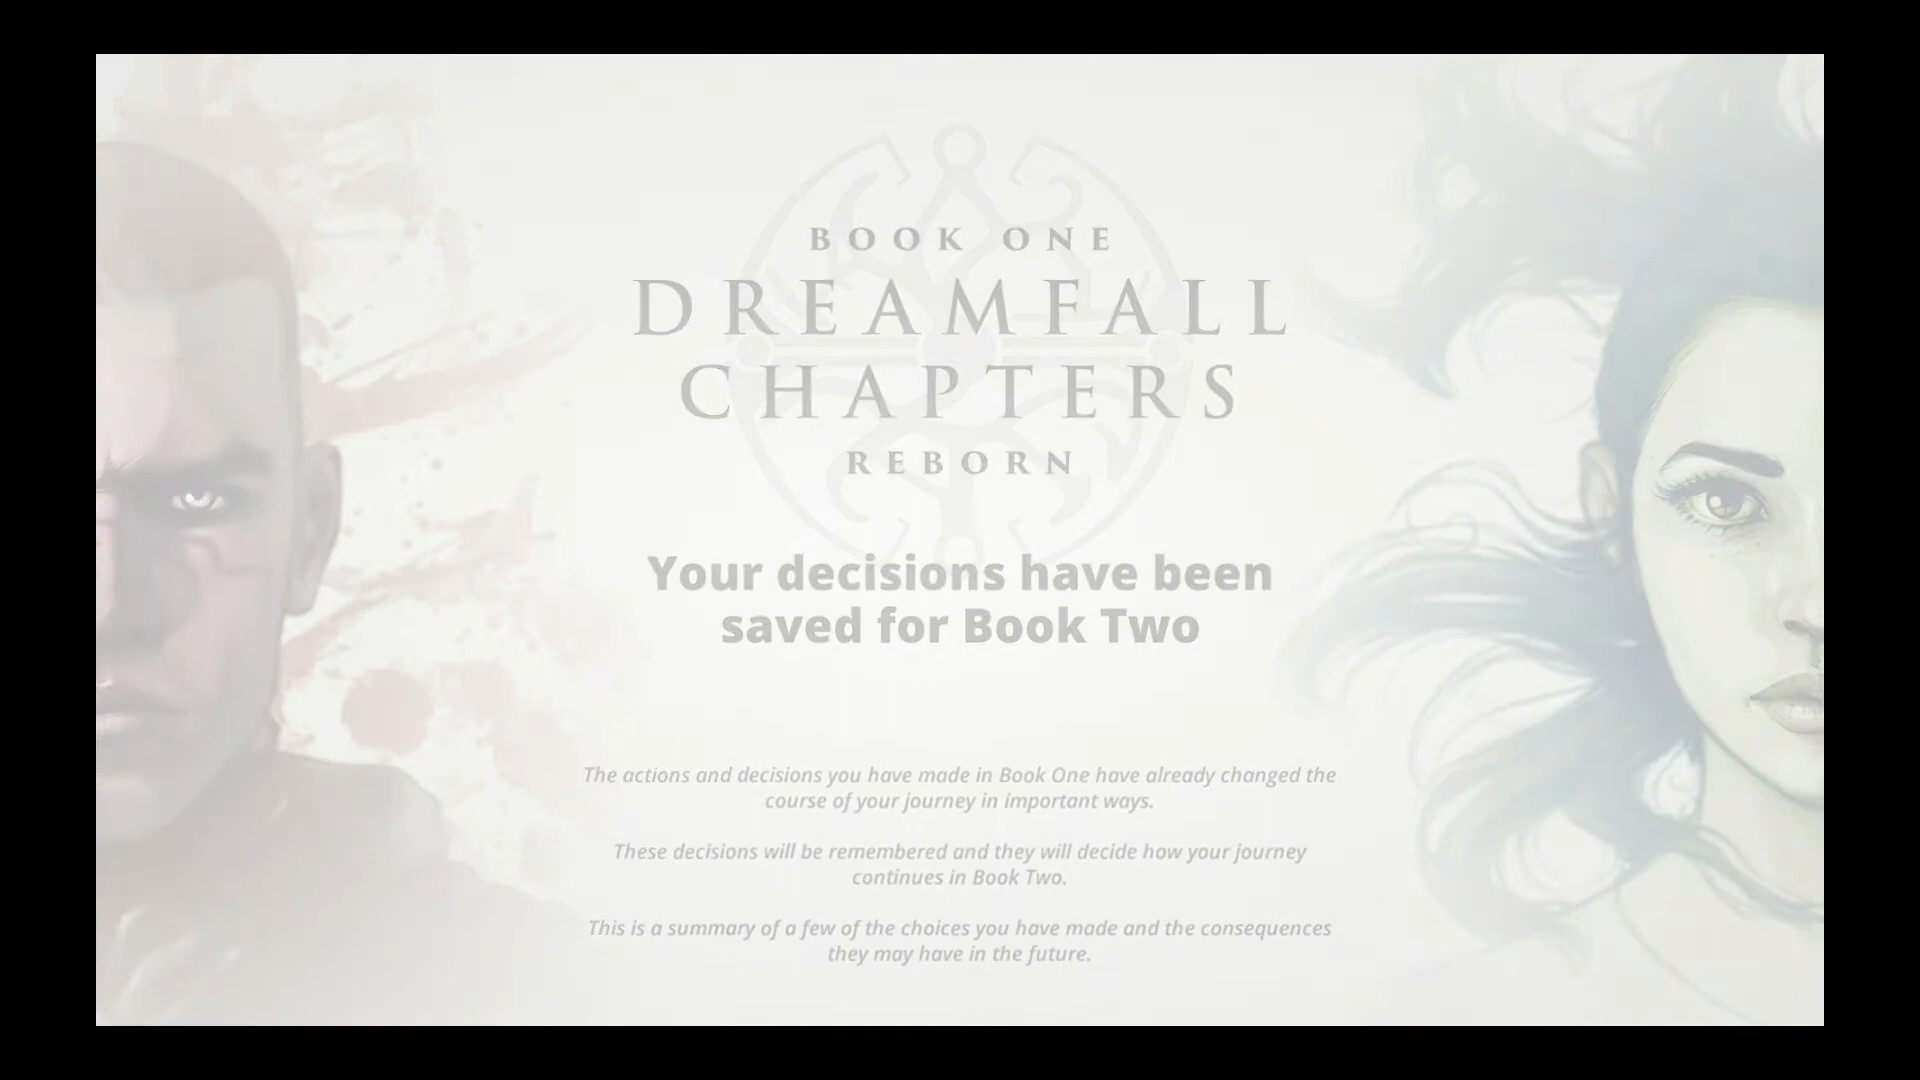 BOOK ONE
DREAMFALL
CHAPTERS
REBORN
Your decisions have been
saved for Book Two
The actions and decisions you have made in Book One have already changed the
course of your journey in important ways.
These decisions will be remembered and they will decide how your journey
continues in Book Two.
This is a summary of a few of the choices you have made and the consequences
they may have in the future.